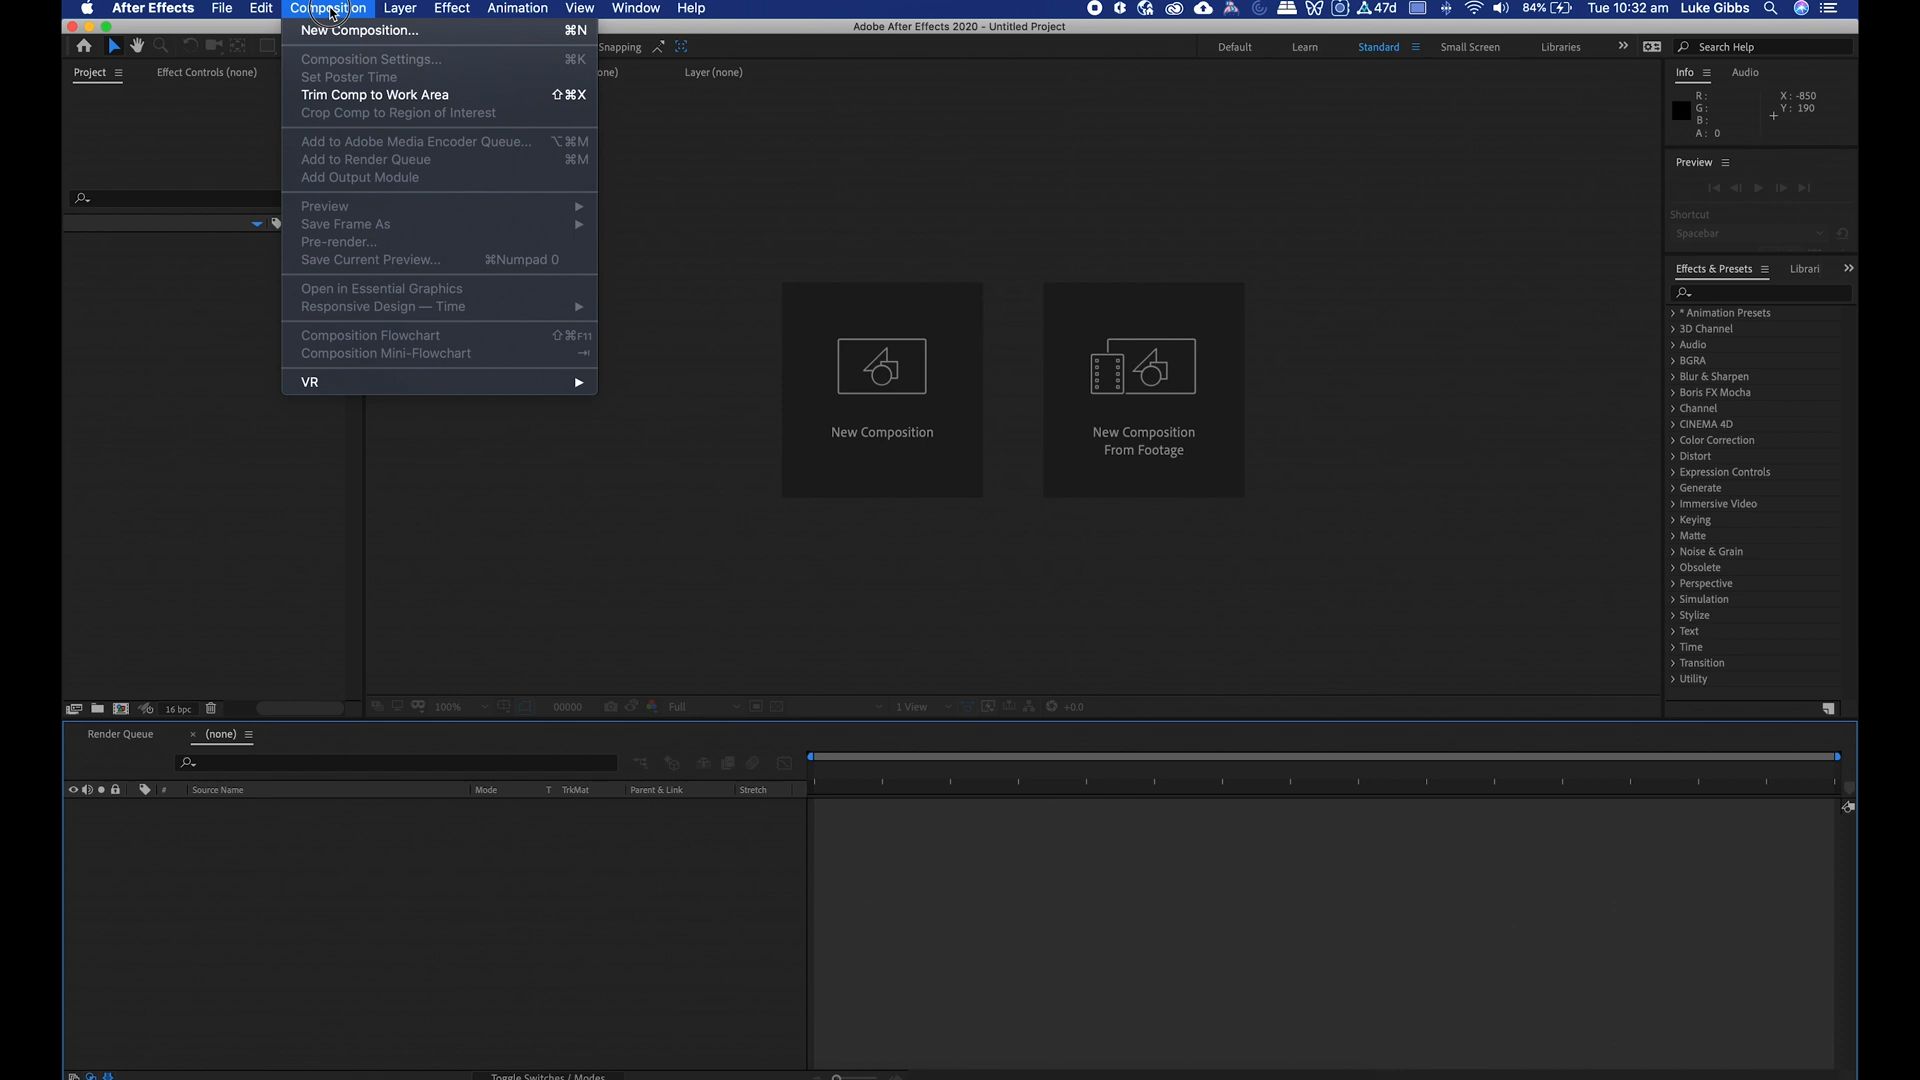 After Effects File Edit Composition Layer Effect Animation View Window Help 47d 84% Tue 10:32 am Luke Gibbs
Adobe After Effects 2020 - Untitled Project
New Composition... ⌘N
Snapping Default Learn Standard Small Screen Libraries Search Help
Project Effect Controls (none) one) Layer (none) Info Audio
Composition Settings... ⌘K
Set Poster Time
Trim Comp to Work Area ⇧⌘X
Crop Comp to Region of Interest
R: X: -850
G: Y: 190
B:
A: 0
Add to Adobe Media Encoder Queue... ⌥⌘M
Add to Render Queue ⌘M
Add Output Module
Preview
Preview
Save Frame As
Pre-render...
Save Current Preview... ⌘Numpad 0
Shortcut
Spacebar
Open in Essential Graphics
Responsive Design — Time
Composition Flowchart ⇧⌘F11
Composition Mini-Flowchart
VR
New Composition
New Composition
From Footage
Effects & Presets Librari
* Animation Presets
3D Channel
Audio
BGRA
Blur & Sharpen
Boris FX Mocha
Channel
CINEMA 4D
Color Correction
Distort
Expression Controls
Generate
Immersive Video
Keying
Matte
Noise & Grain
Obsolete
Perspective
Simulation
Stylize
Text
Time
Transition
Utility
16 bpc 100% 00000 Full 1 View +0.0
Render Queue × (none)
# Source Name Mode T TrkMat Parent & Link Stretch
Toggle Switches / Modes